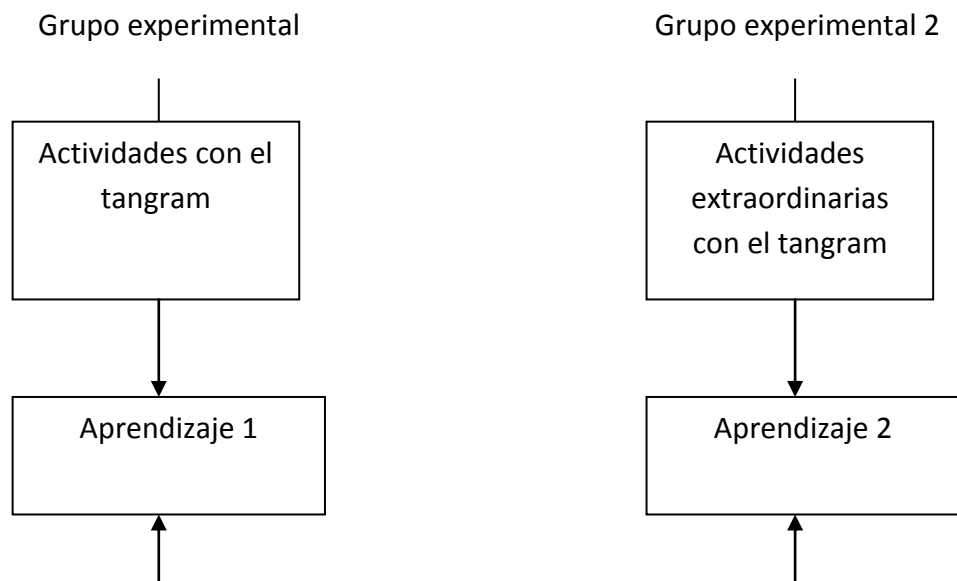 Grupo experimental
Grupo experimental 2
Actividades con el
tangram
Actividades
extraordinarias
con el tangram
Aprendizaje 1
Aprendizaje 2